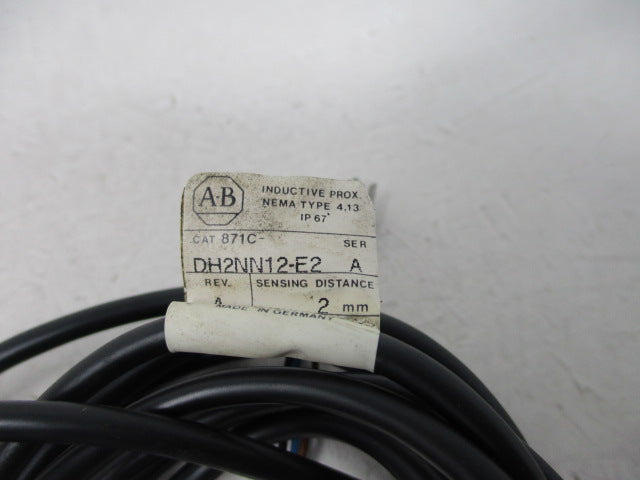 AB
INDUCTIVE PROX.
NEMA TYPE 4,13
IP 67
CAT 871C- SER
DH2NN12-E2 A
REV. SENSING DISTANCE
A 2 mm
MADE IN GERMANY